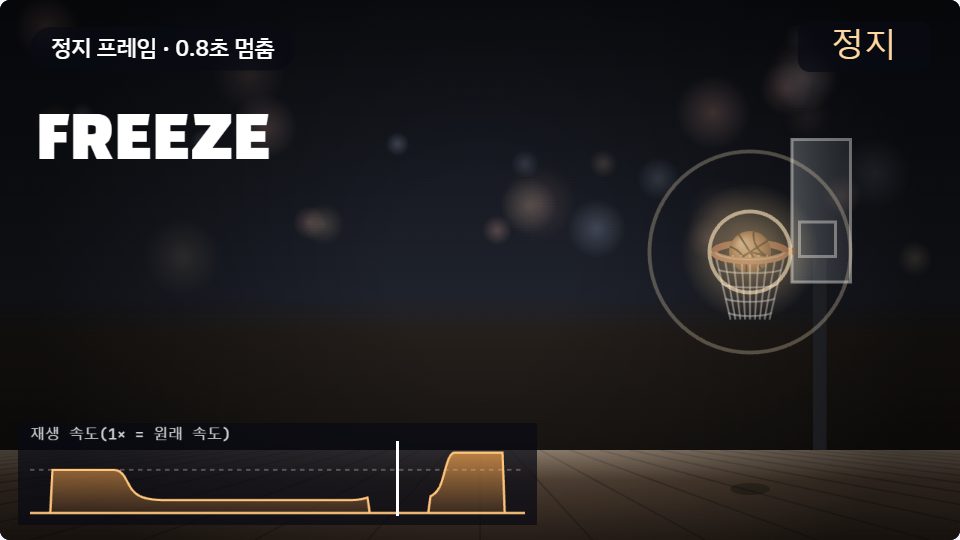 정지 프레임 · 0.8초 멈춤
정지
FREEZE
재생 속도(1× = 원래 속도)